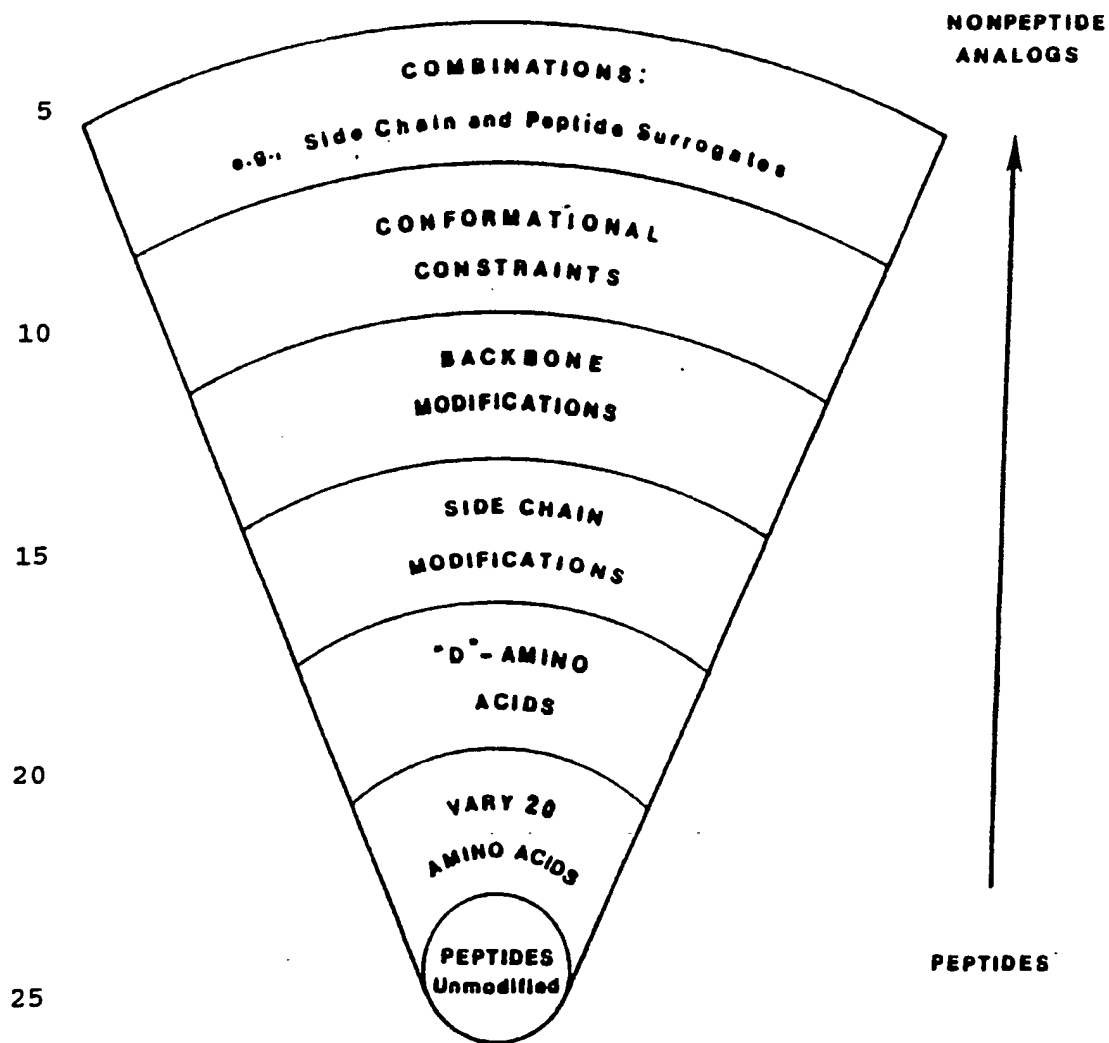 NONPEPTIDE
ANALOGS
COMBINATIONS:
5
e.g., Side Chain and Peptide Surrogates
CONFORMATIONAL
CONSTRAINTS
10
BACKBONE
MODIFICATIONS
SIDE CHAIN
15
MODIFICATIONS
"D"- AMINO
ACIDS
20
VARY 20
AMINO ACIDS
PEPTIDES
Unmodified
PEPTIDES
25